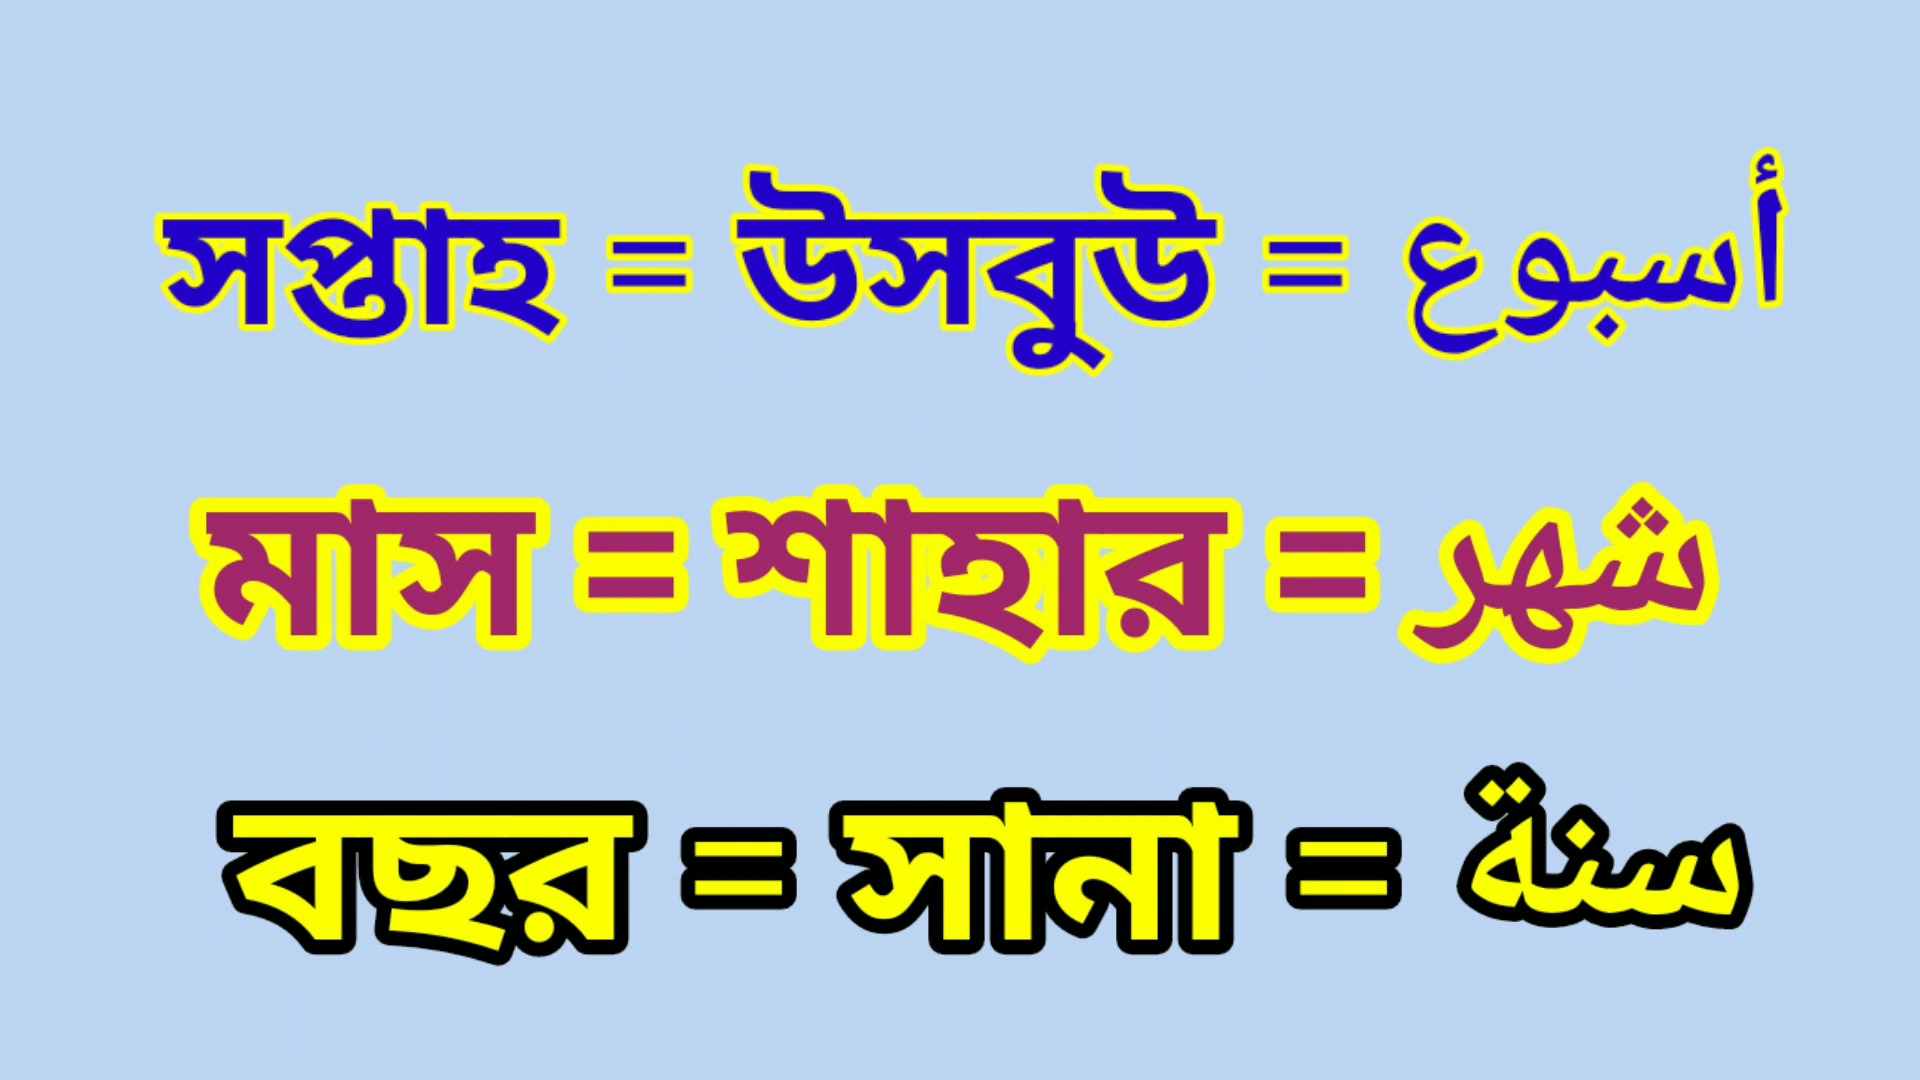 সপ্তাহ = উসবুউ = أسبوع
মাস = শাহার = شهر
বছর = সানা = سنة